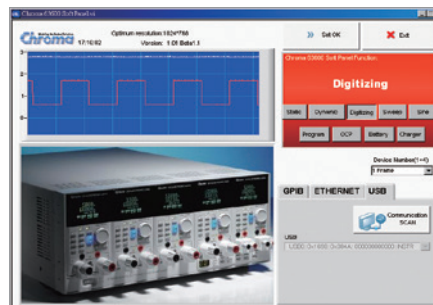 Chroma 63600 Soft Panel
Chroma
17:10:02
Optimum resolution:1024*768
Version: 1.01 Beta1.1
Set OK
Exit
3
2
1
0
Chroma 63600 Soft Panel Function
Digitizing
Static
Dynamic
Digitizing
Sweep
Sine
Program
OCP
Battery
Charger
Device Number(1~4)
1 Frame
GPIB
ETHERNET
USB
Communication
SCAN
USB